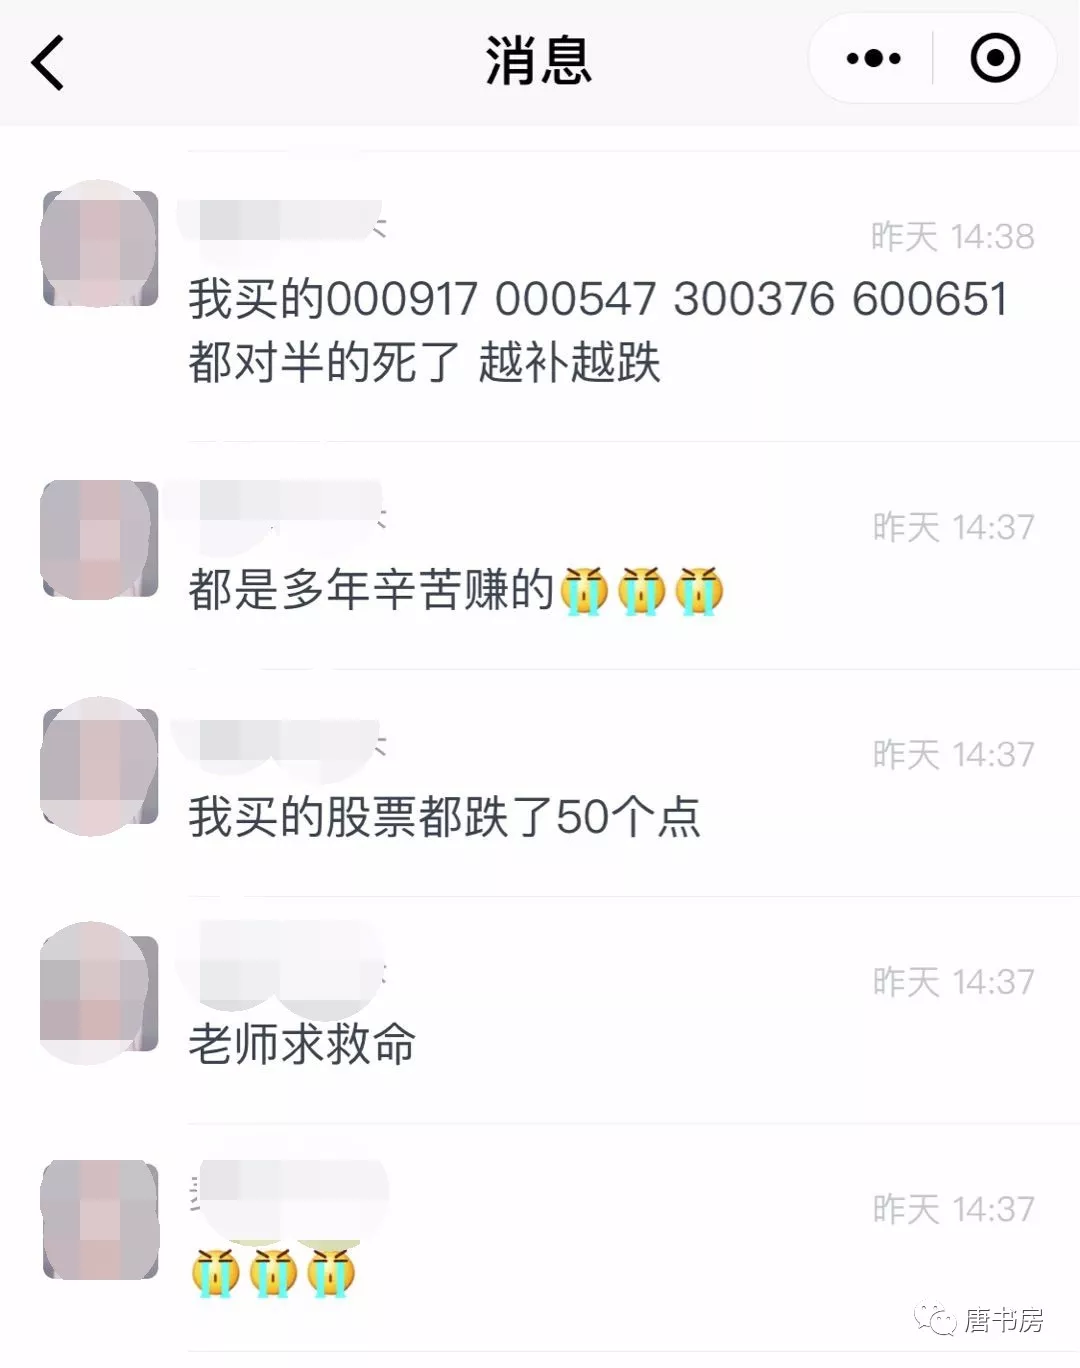 消息
昨天 14:38
我买的000917 000547 300376 600651
都对半的死了 越补越跌
昨天 14:37
都是多年辛苦赚的😭😭😭
昨天 14:37
我买的股票都跌了50个点
昨天 14:37
老师求救命
昨天 14:37
😭😭😭
唐书房